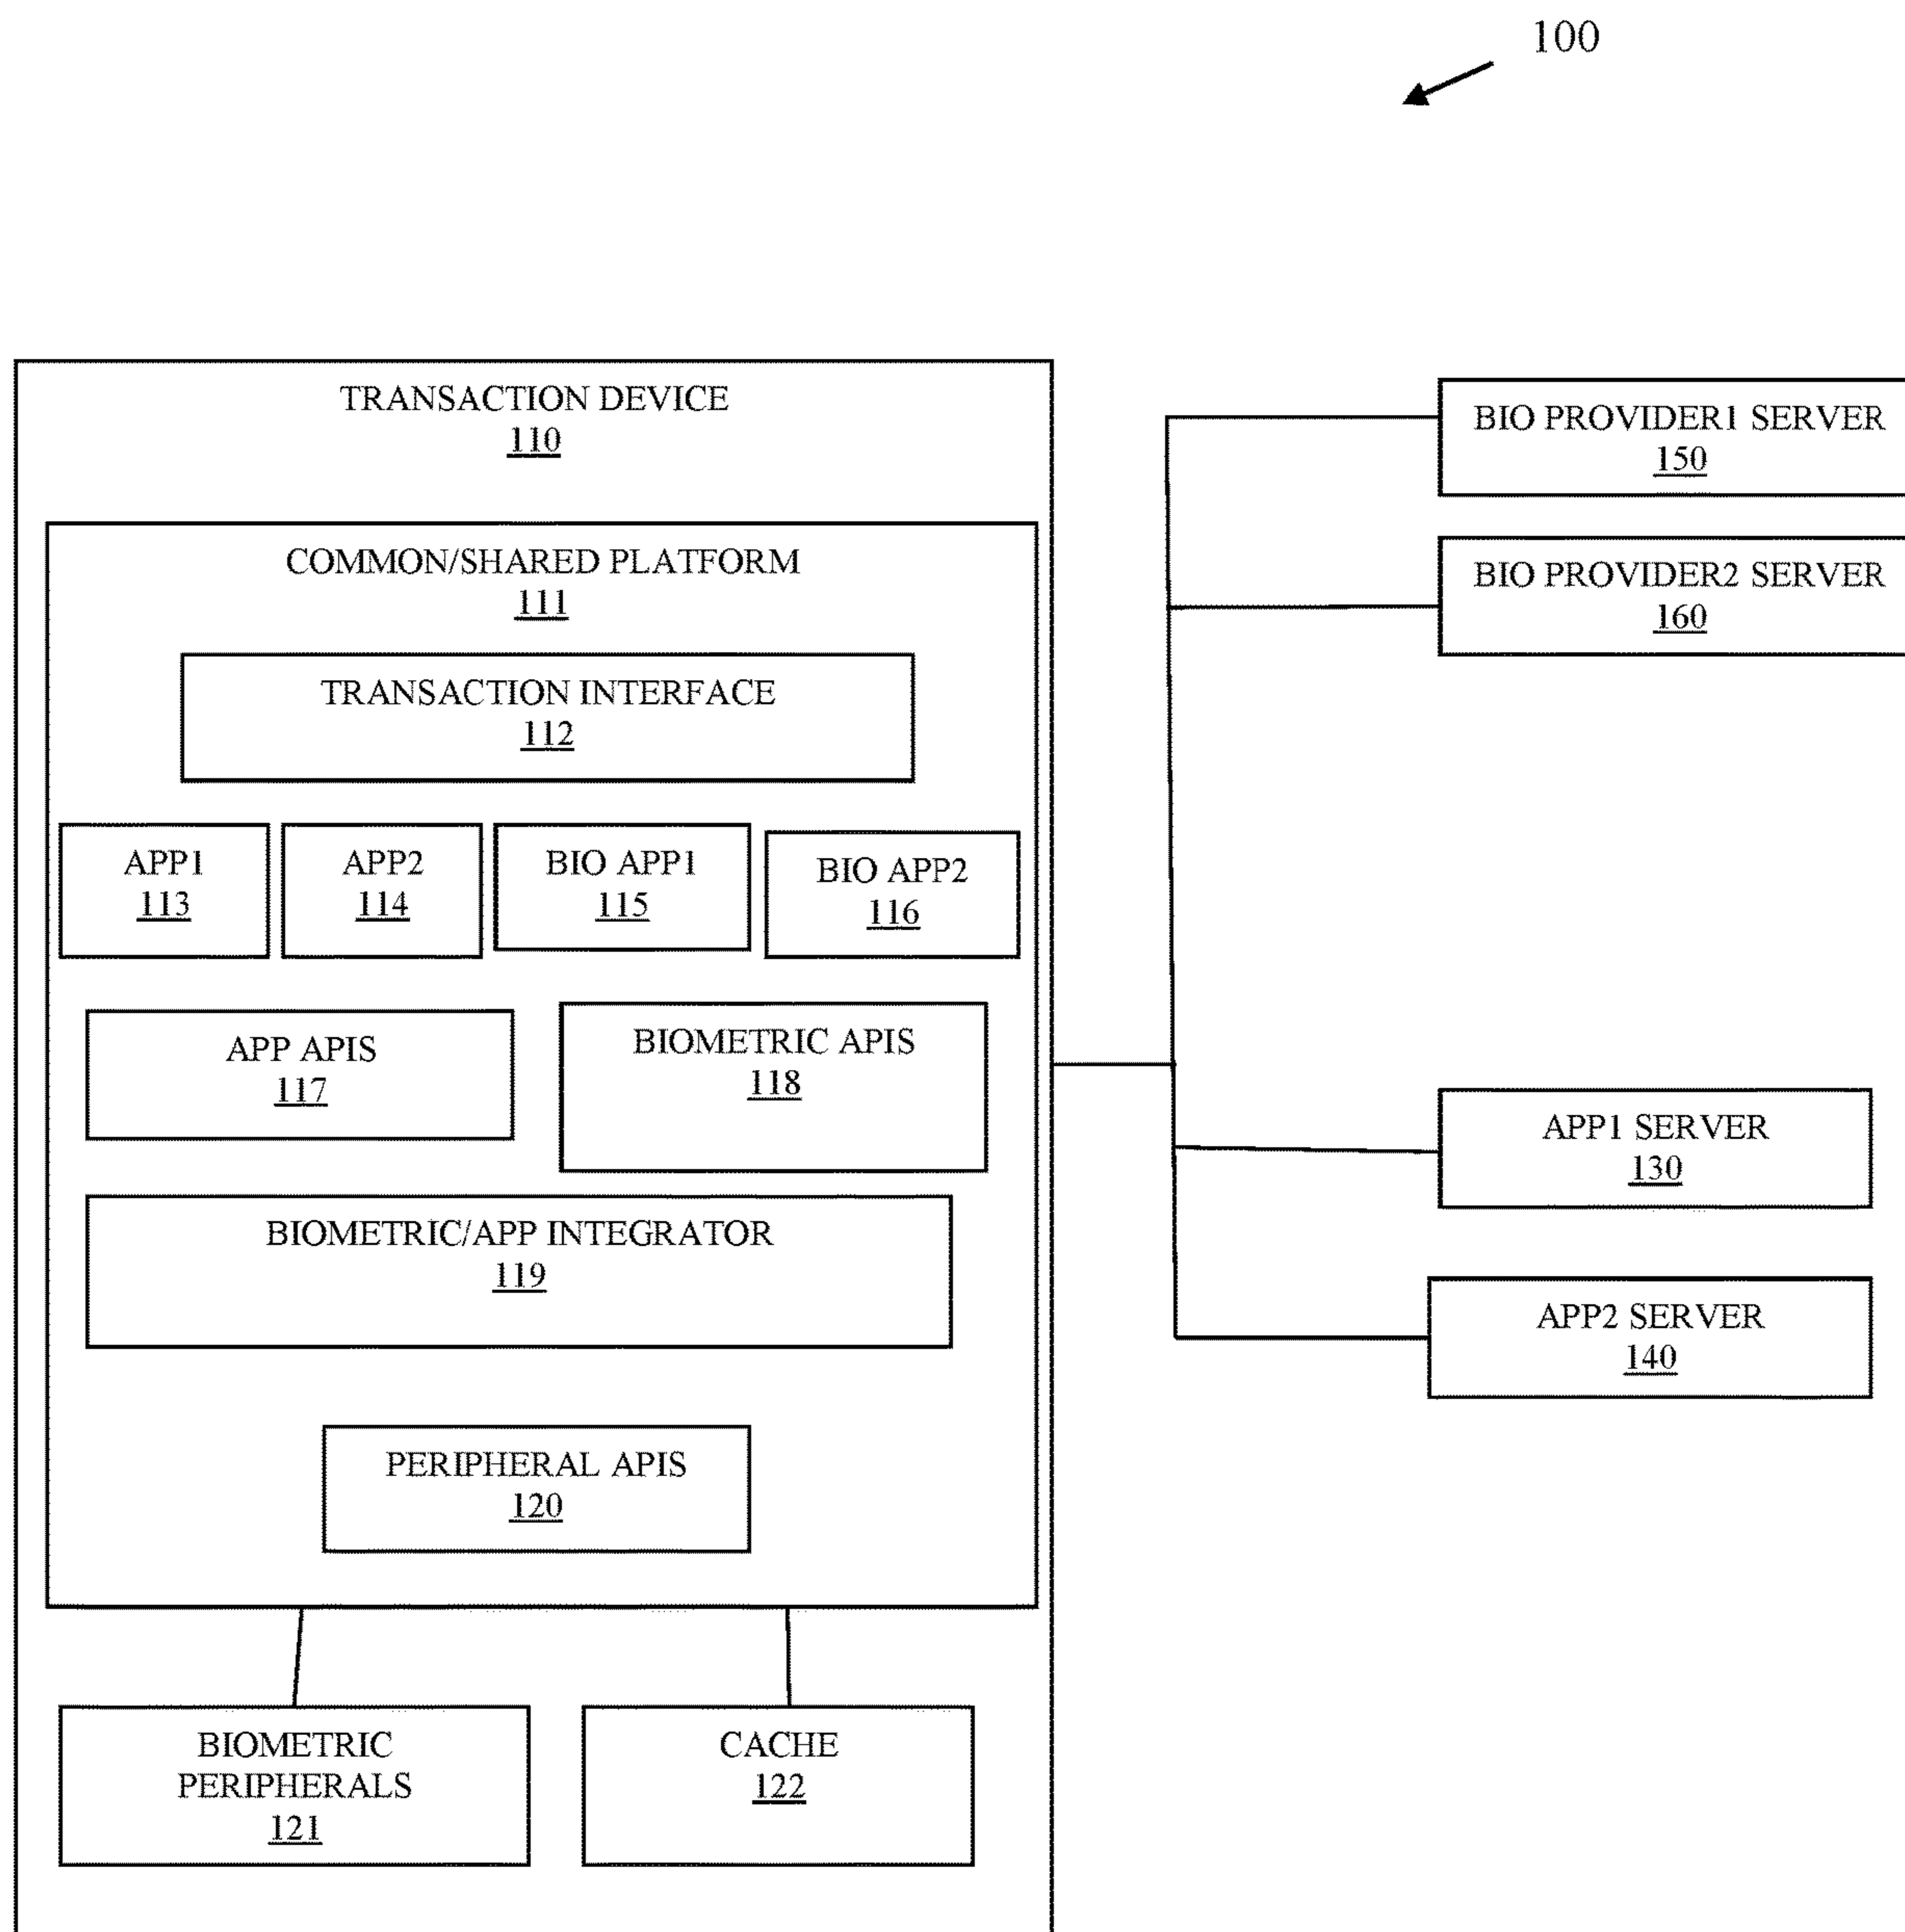 100
TRANSACTION DEVICE
110
COMMON/SHARED PLATFORM
111
TRANSACTION INTERFACE
112
APP1
113
APP2
114
BIO APP1
115
BIO APP2
116
APP APIS
117
BIOMETRIC APIS
118
BIOMETRIC/APP INTEGRATOR
119
PERIPHERAL APIS
120
BIOMETRIC
PERIPHERALS
121
CACHE
122
BIO PROVIDER1 SERVER
150
BIO PROVIDER2 SERVER
160
APP1 SERVER
130
APP2 SERVER
140